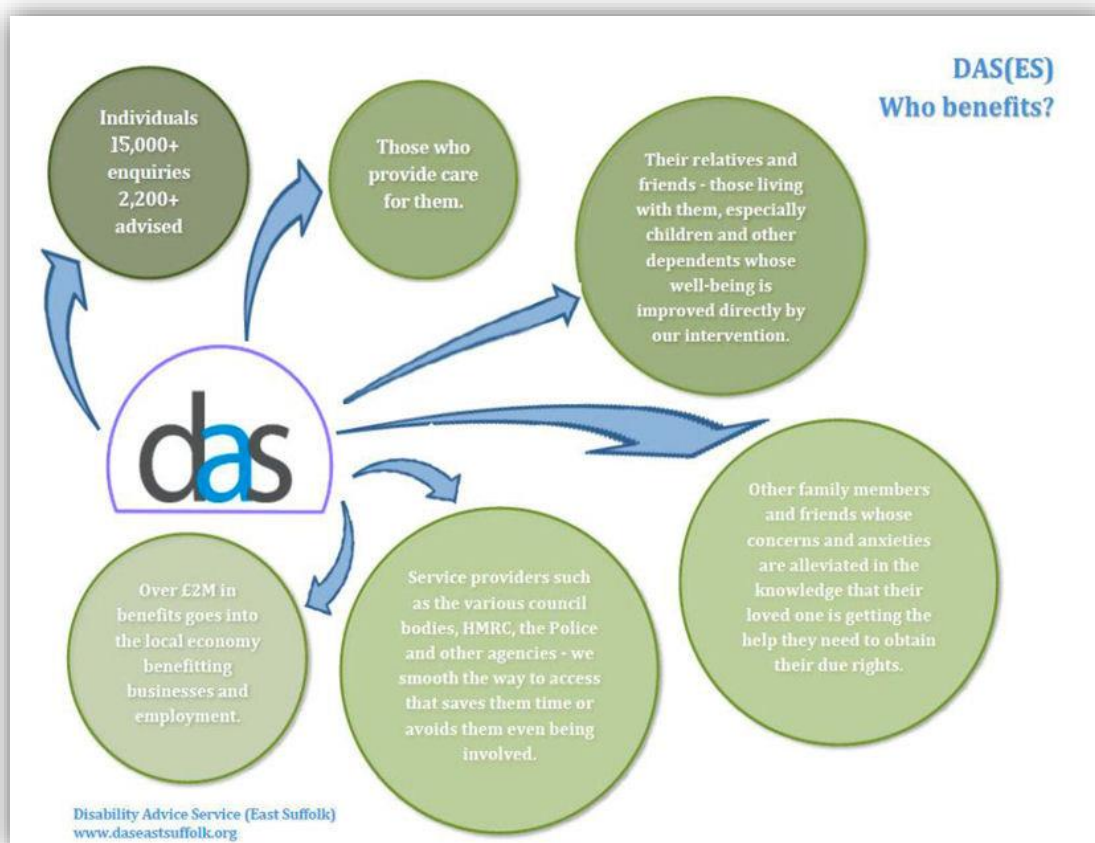 DAS(ES)
Who benefits?
Individuals
15,000+
enquiries
2,200+
advised
Those who
provide care
for them.
Their relatives and
friends - those living
with them, especially
children and other
dependents whose
well-being is
improved directly by
our intervention.
das
Other family members
and friends whose
concerns and anxieties
are alleviated in the
knowledge that their
loved one is getting the
help they need to obtain
their due rights.
Service providers such
as the various council
bodies, HMRC, the Police
and other agencies - we
smooth the way to access
that saves them time or
avoids them even being
involved.
Over £2M in
benefits goes into
the local economy
benefitting
businesses and
employment.
Disability Advice Service (East Suffolk)
www.daseastsuffolk.org